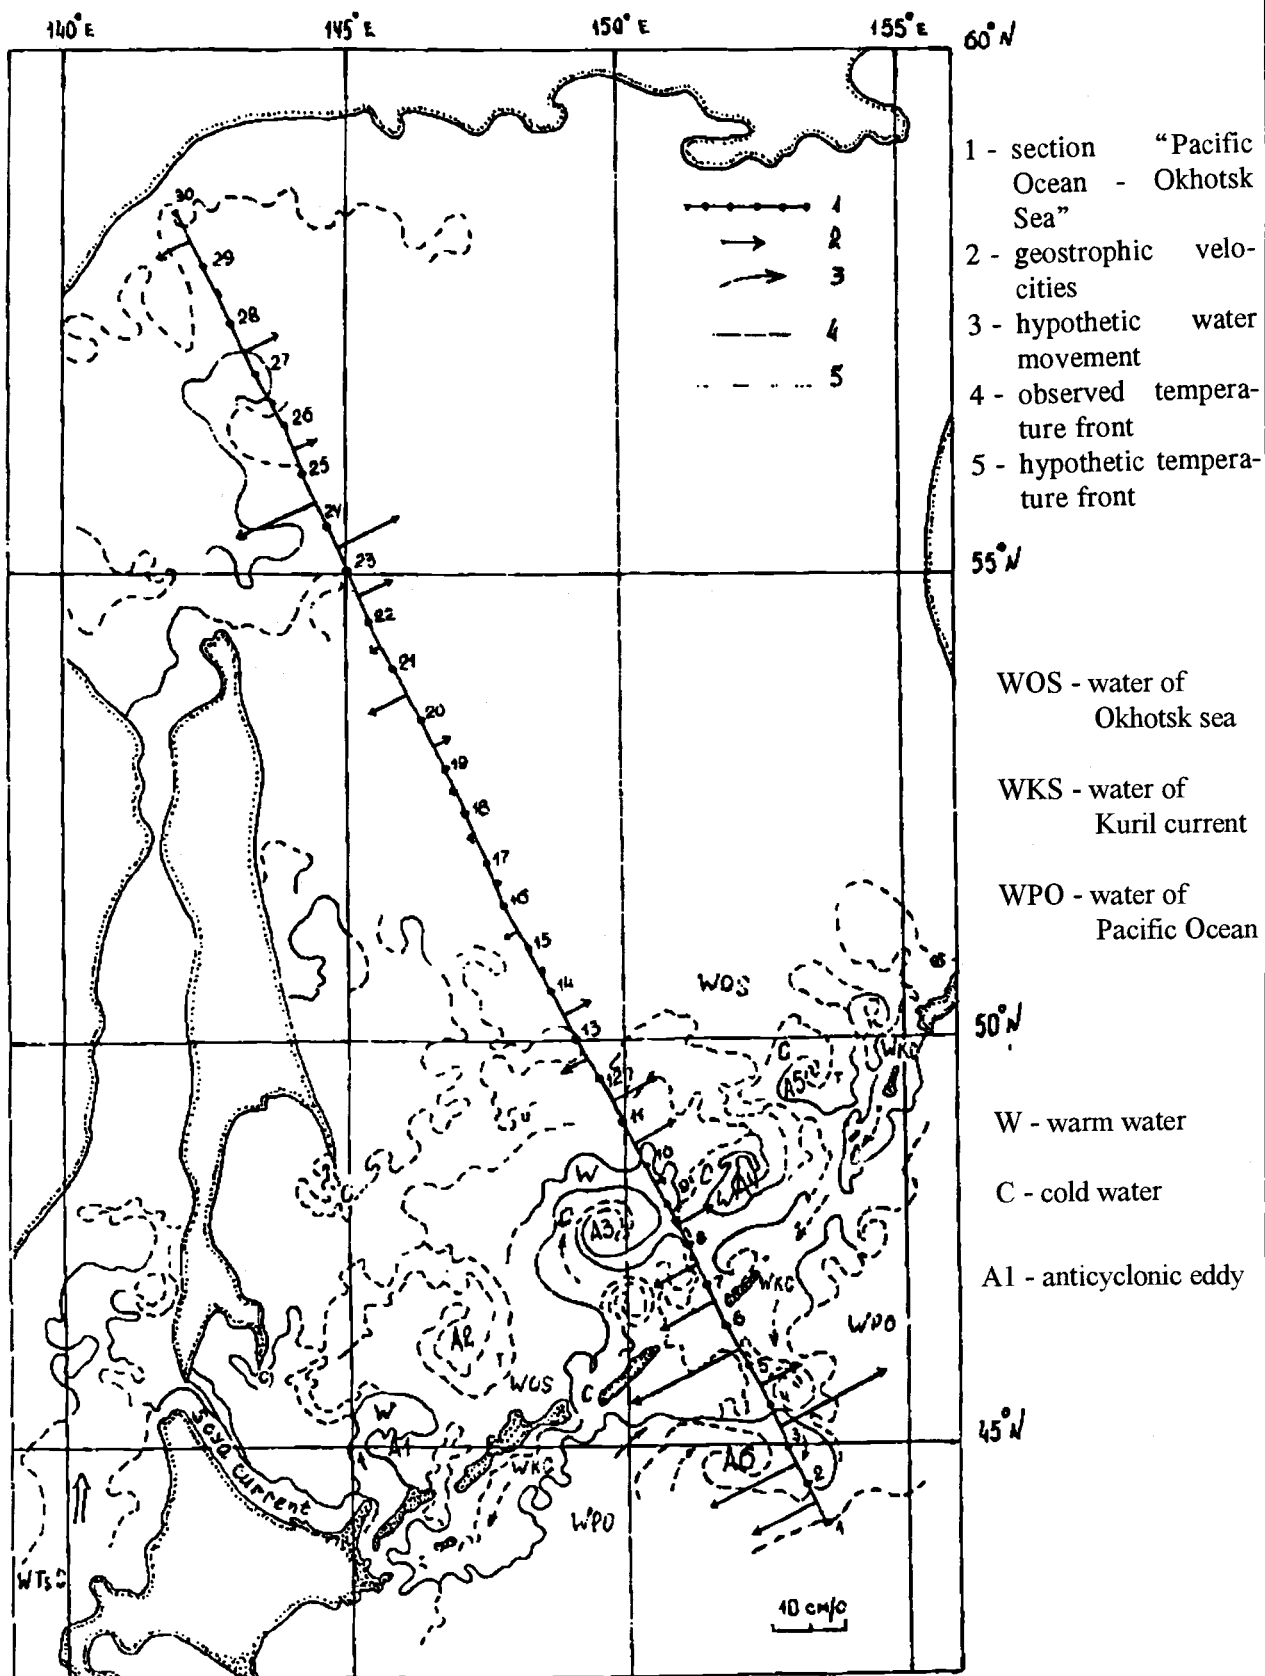 140°E 145°E 150°E 155°E
60°N
1 - section "Pacific
Ocean - Okhotsk
Sea"
2 - geostrophic velo-
cities
3 - hypothetic water
movement
4 - observed tempera-
ture front
5 - hypothetic tempera-
ture front
1
2
3
4
5
30
29
28
27
26
25
24
23
55°N
22
21
20
19
18
17
16
15
14
13
12
11
10
8
7
6
5
4
3
2
1
WOS - water of
Okhotsk sea
WKS - water of
Kuril current
WPO - water of
Pacific Ocean
WOS
50°N
C
A5
T
W - warm water
C - cold water
A1 - anticyclonic eddy
W
C
A3
C
A4
WKC
WPO
A2
T
WOS
C
W
A1
45°N
Soya current
WKC
A6
WPO
10 см/с